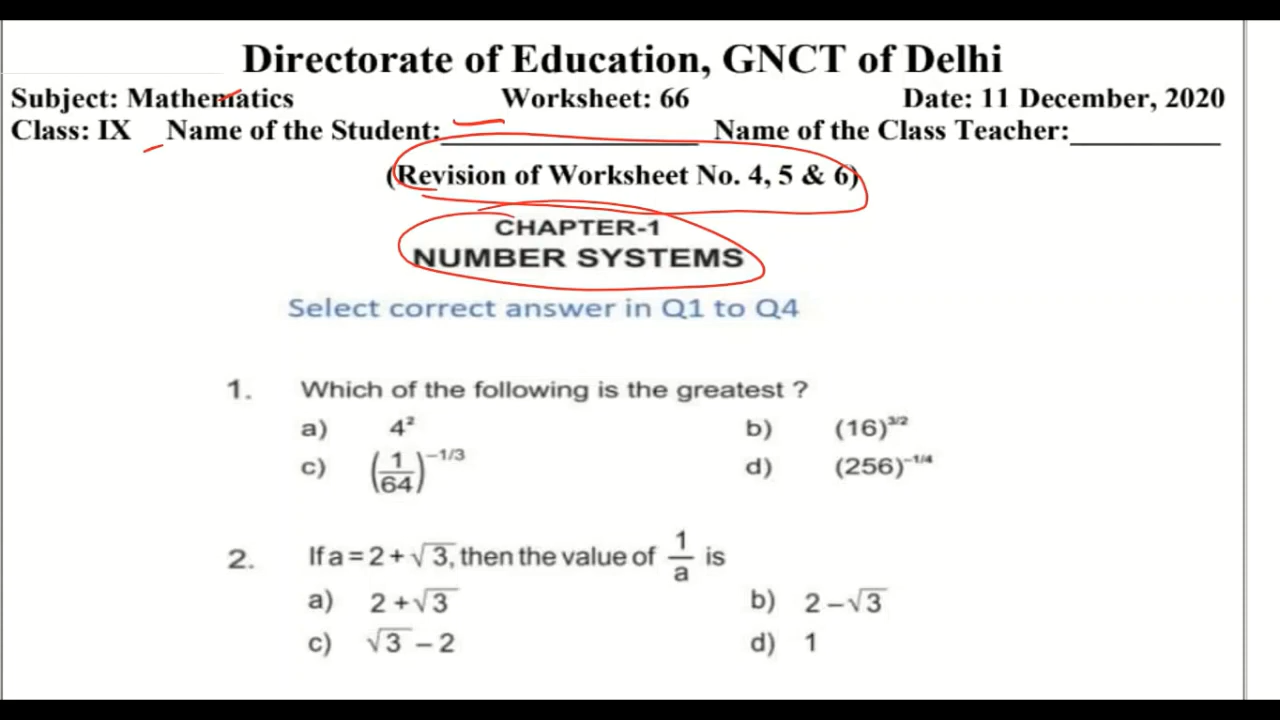 Directorate of Education, GNCT of Delhi
Subject: Mathematics Worksheet: 66 Date: 11 December, 2020
Class: IX Name of the Student:____________________ Name of the Class Teacher:___________
(Revision of Worksheet No. 4, 5 & 6)
CHAPTER-1
NUMBER SYSTEMS
Select correct answer in Q1 to Q4
1. Which of the following is the greatest ?
a) 4² b) (16)^3/2
c) (1/64)^−1/3 d) (256)^−1/4
2. If a = 2 + √3, then the value of 1/a is
a) 2 + √3 b) 2 – √3
c) √3 – 2 d) 1